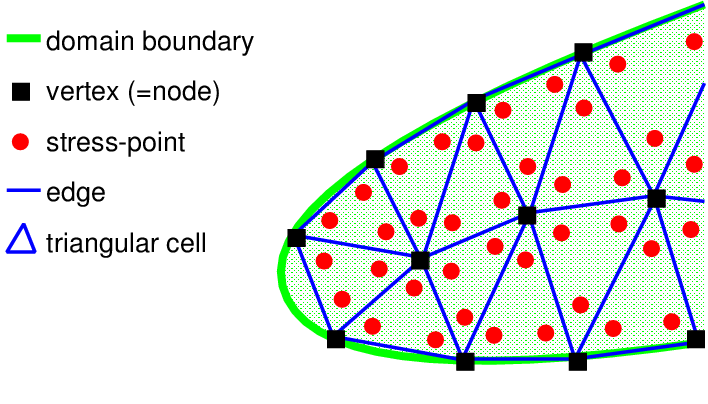 domain boundary
vertex (=node)
stress-point
edge
triangular cell